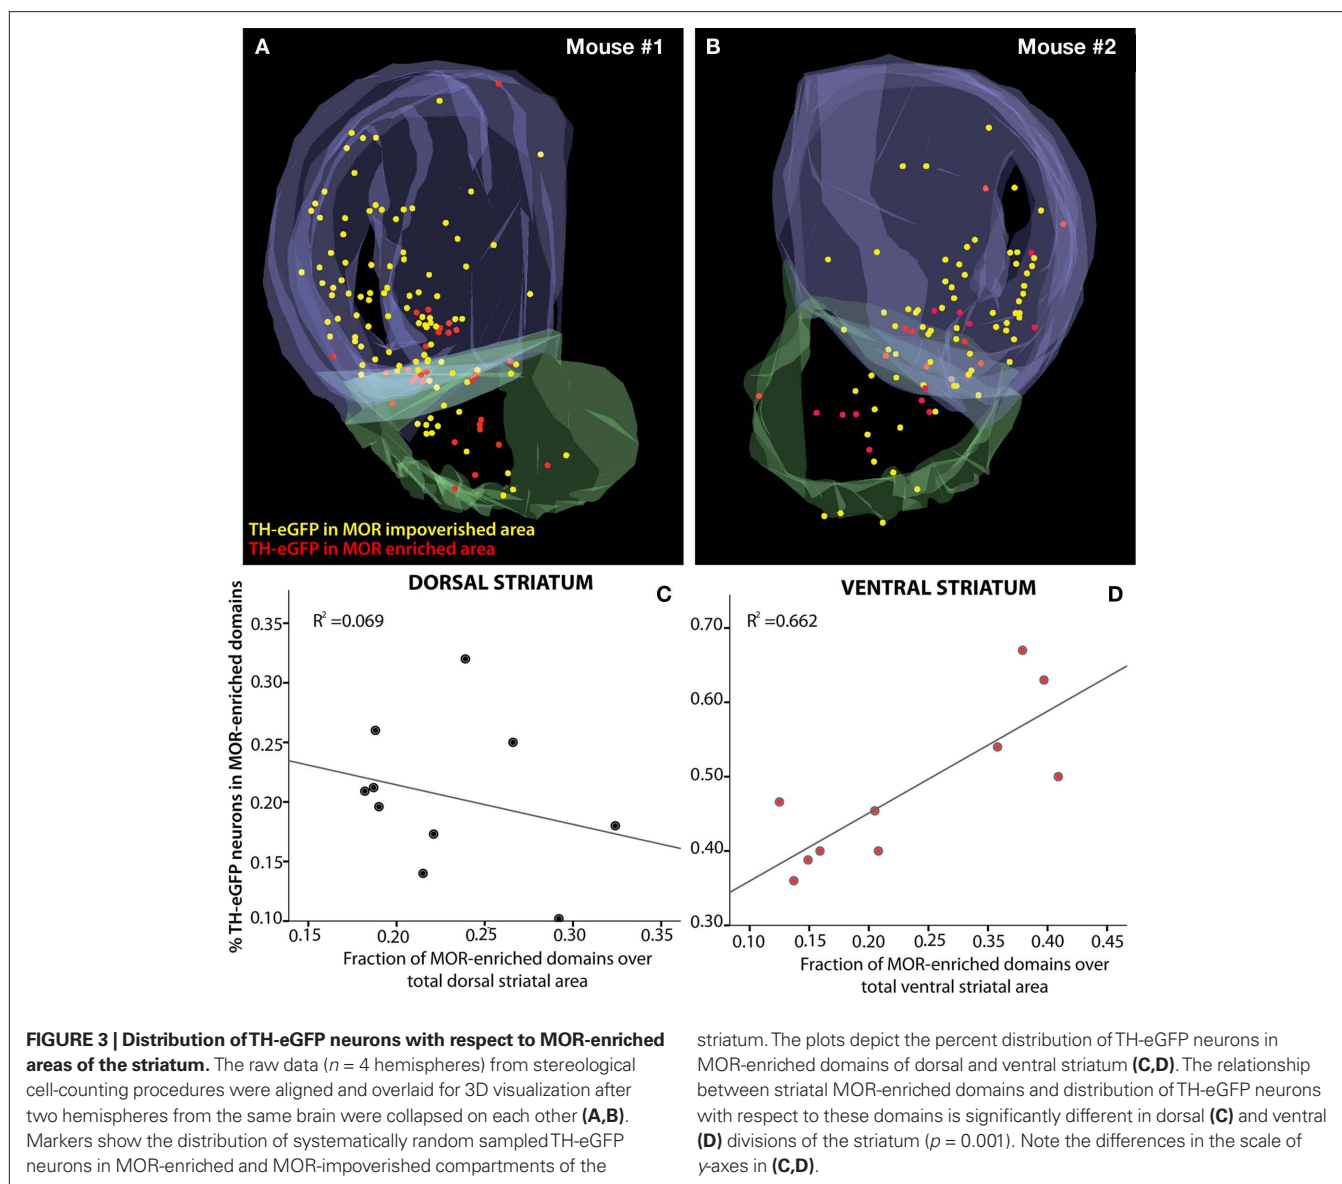 A
Mouse #1
B
Mouse #2
TH-eGFP in MOR impoverished area
TH-eGFP in MOR enriched area
DORSAL STRIATUM
C
R² =0.069
% TH-eGFP neurons in MOR-enriched domains
0.35
0.30
0.25
0.20
0.15
0.10
0.15 0.20 0.25 0.30 0.35
Fraction of MOR-enriched domains over
total dorsal striatal area
VENTRAL STRIATUM
D
R² =0.662
0.70
0.60
0.50
0.40
0.30
0.10 0.15 0.20 0.25 0.35 0.40 0.45
Fraction of MOR-enriched domains over
total ventral striatal area
FIGURE 3 | Distribution of TH-eGFP neurons with respect to MOR-enriched
areas of the striatum. The raw data (n = 4 hemispheres) from stereological
cell-counting procedures were aligned and overlaid for 3D visualization after
two hemispheres from the same brain were collapsed on each other (A,B).
Markers show the distribution of systematically random sampled TH-eGFP
neurons in MOR-enriched and MOR-impoverished compartments of the
striatum. The plots depict the percent distribution of TH-eGFP neurons in
MOR-enriched domains of dorsal and ventral striatum (C,D). The relationship
between striatal MOR-enriched domains and distribution of TH-eGFP neurons
with respect to these domains is significantly different in dorsal (C) and ventral
(D) divisions of the striatum (p = 0.001). Note the differences in the scale of
y-axes in (C,D).